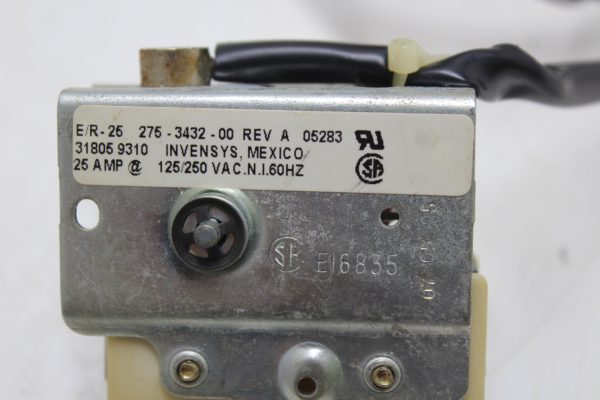 E/R-25 275-3432-00 REV A 05283
31805 9310 INVENSYS, MEXICO
25 AMP @ 125/250 VAC.N.I.60HZ
E16835